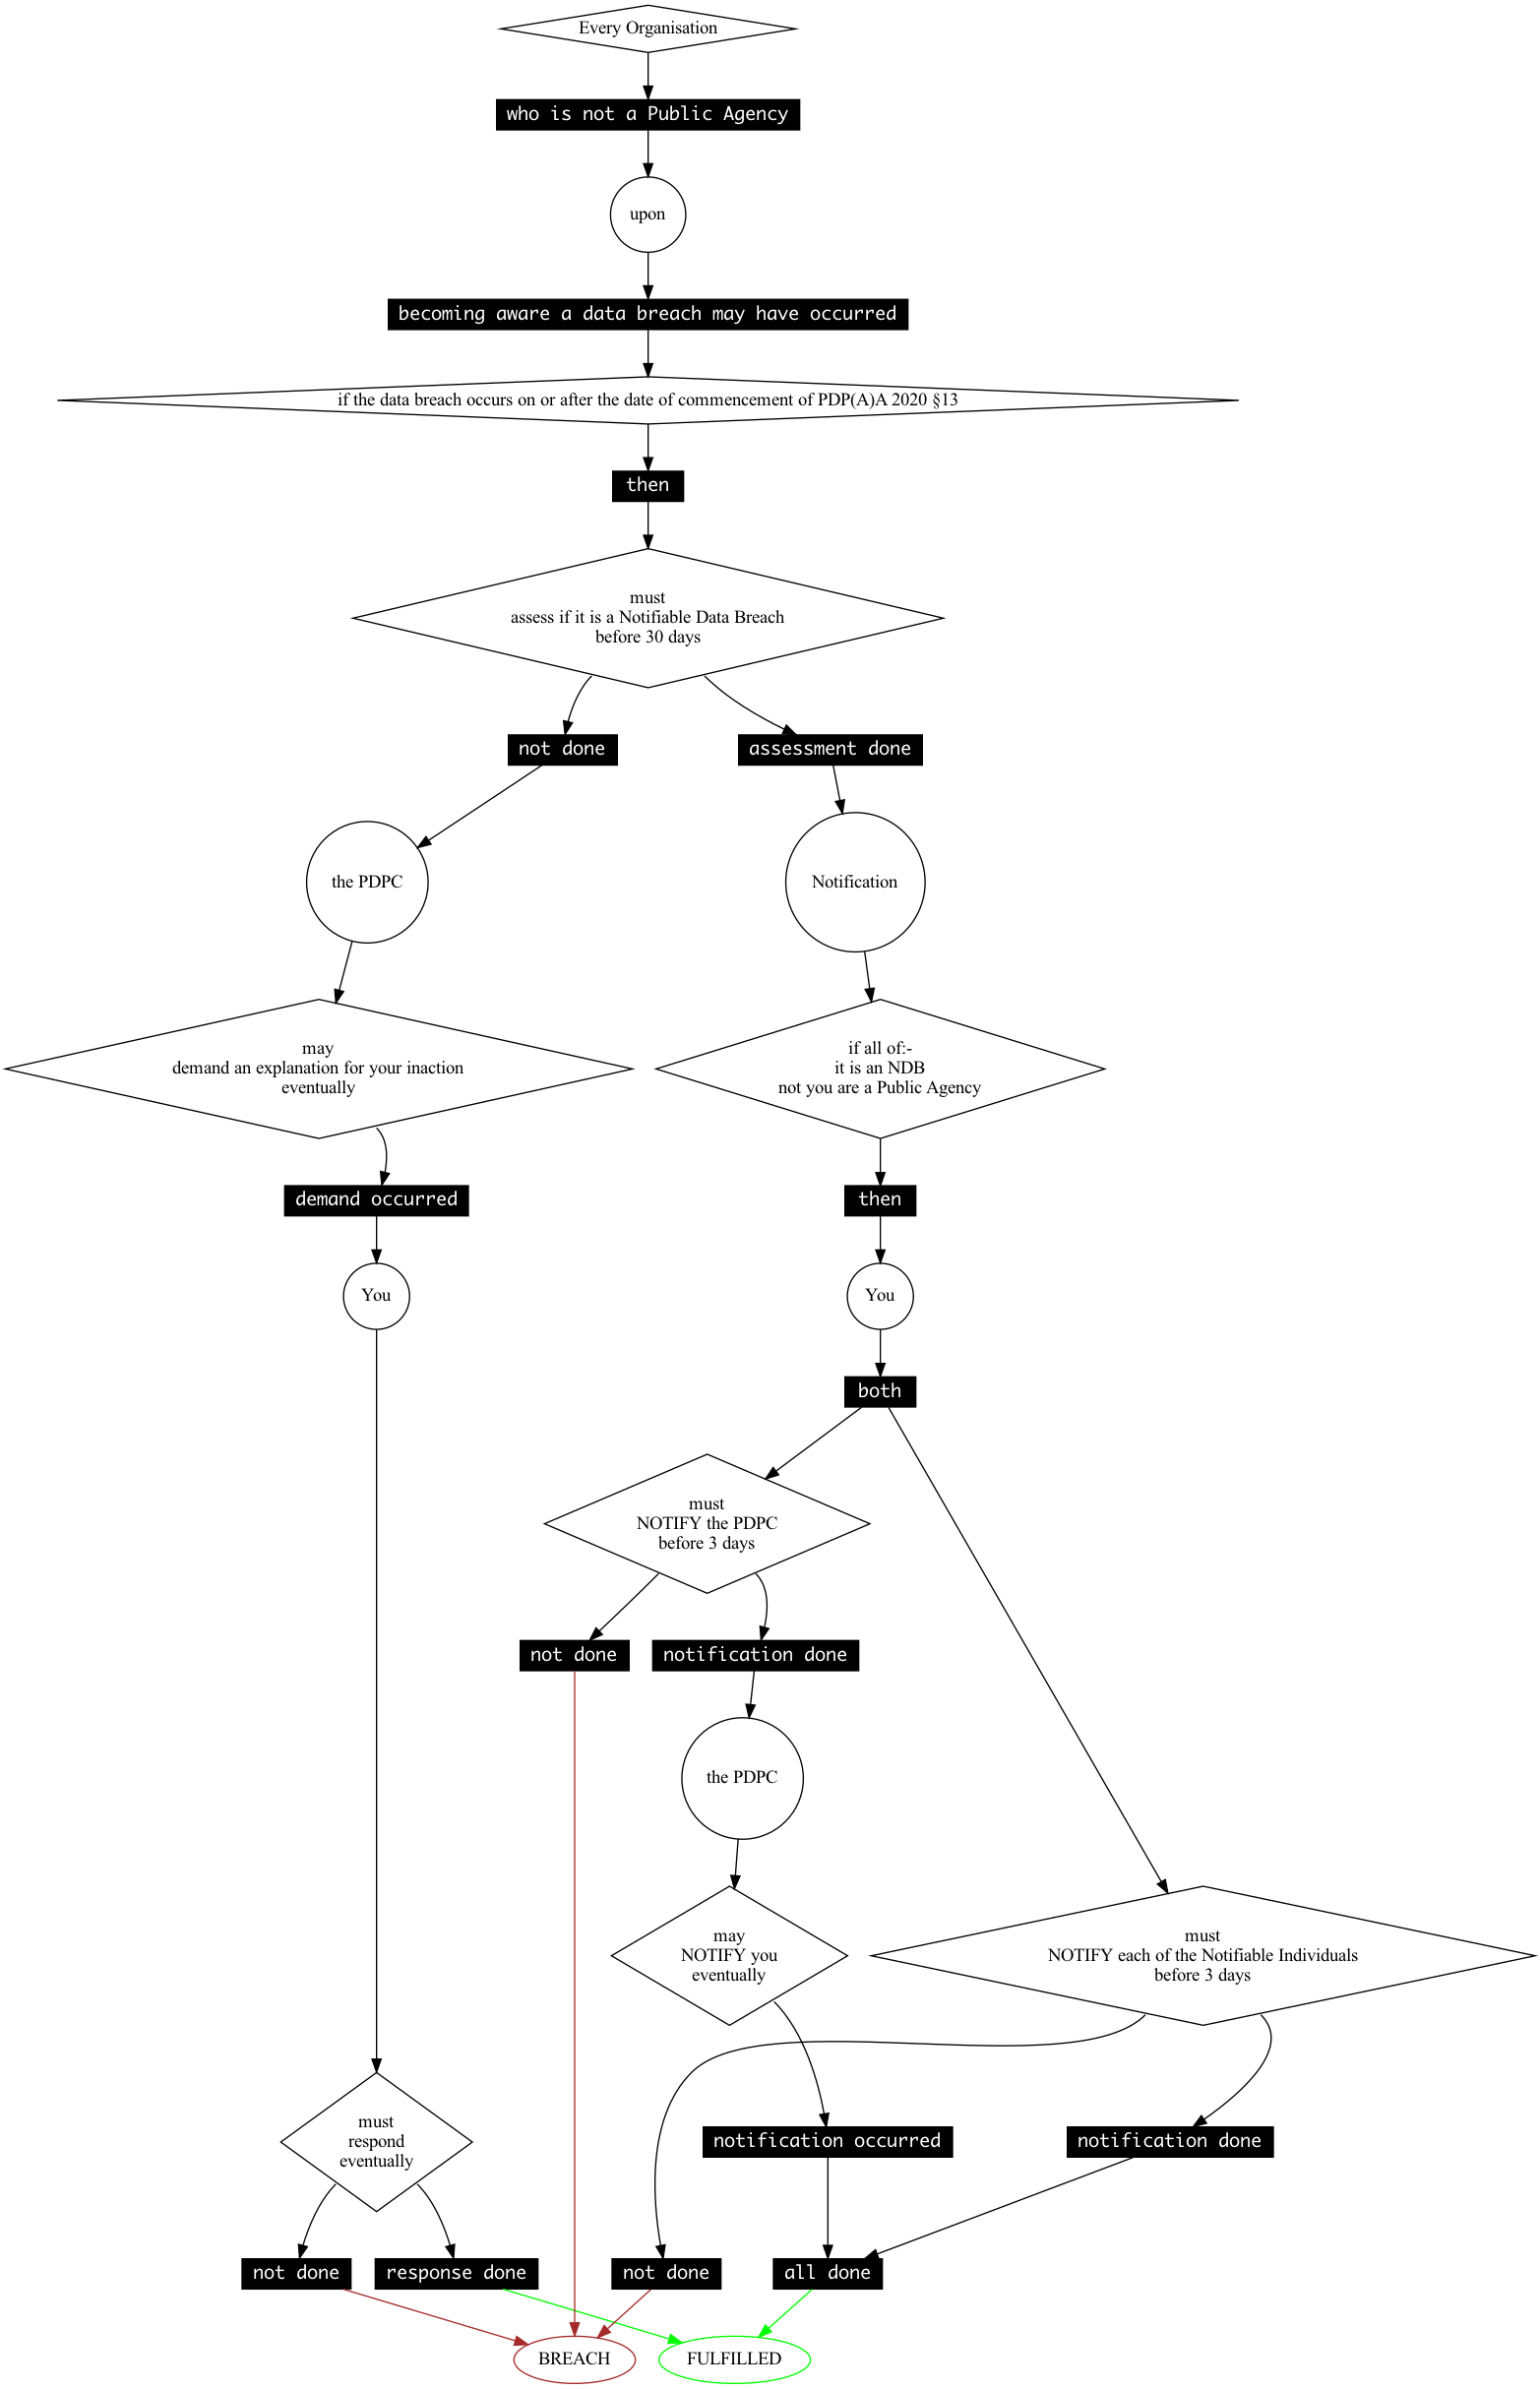 Every Organisation
who is not a Public Agency
upon
becoming aware a data breach may have occurred
if the data breach occurs on or after the date of commencement of PDP(A)A 2020 §13
then
must
assess if it is a Notifiable Data Breach
before 30 days
not done
assessment done
the PDPC
Notification
may
demand an explanation for your inaction
eventually
if all of:-
it is an NDB
not you are a Public Agency
demand occurred
then
You
You
both
must
NOTIFY the PDPC
before 3 days
not done
notification done
the PDPC
may
NOTIFY you
eventually
must
NOTIFY each of the Notifiable Individuals
before 3 days
must
respond
eventually
notification occurred
notification done
not done
response done
not done
all done
BREACH
FULFILLED